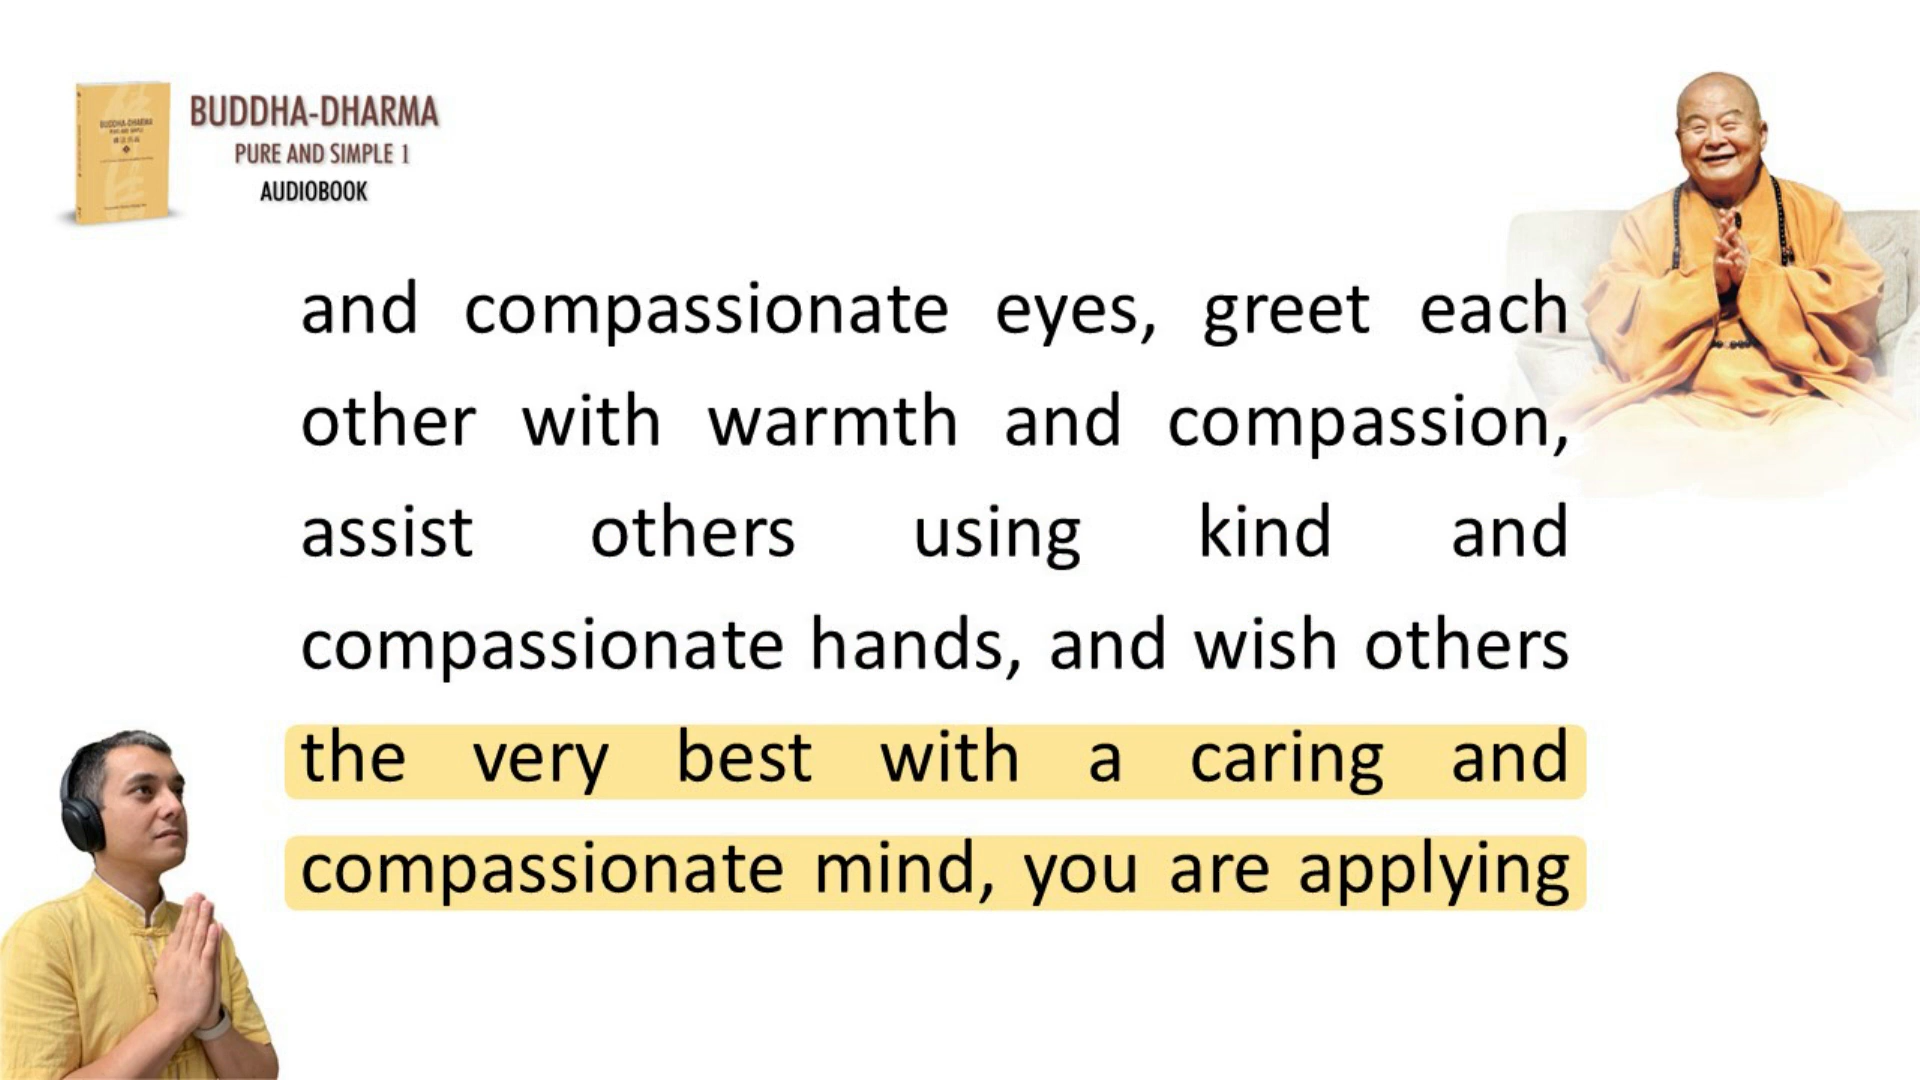 BUDDHA-DHARMA
PURE AND SIMPLE 1
AUDIOBOOK
BUDDHA-DHARMA
and compassionate eyes, greet each
other with warmth and compassion,
assist others using kind and
compassionate hands, and wish others
the very best with a caring and
compassionate mind, you are applying